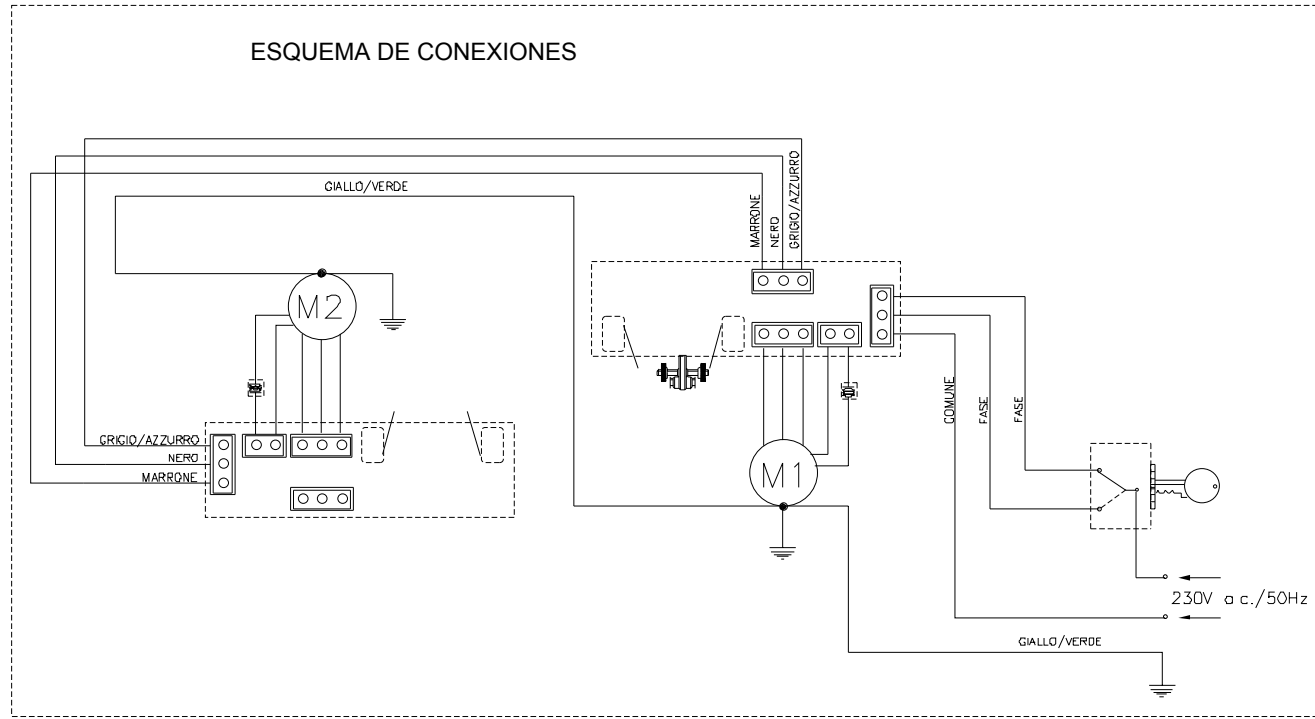 ESQUEMA DE CONEXIONES
GIALLO/VERDE
MARRONE
NERO
GRIGIO/AZZURRO
M2
GRIGIO/AZZURRO
NERO
MARRONE
M1
COMUNE
FASE
FASE
230V a c./50Hz
GIALLO/VERDE